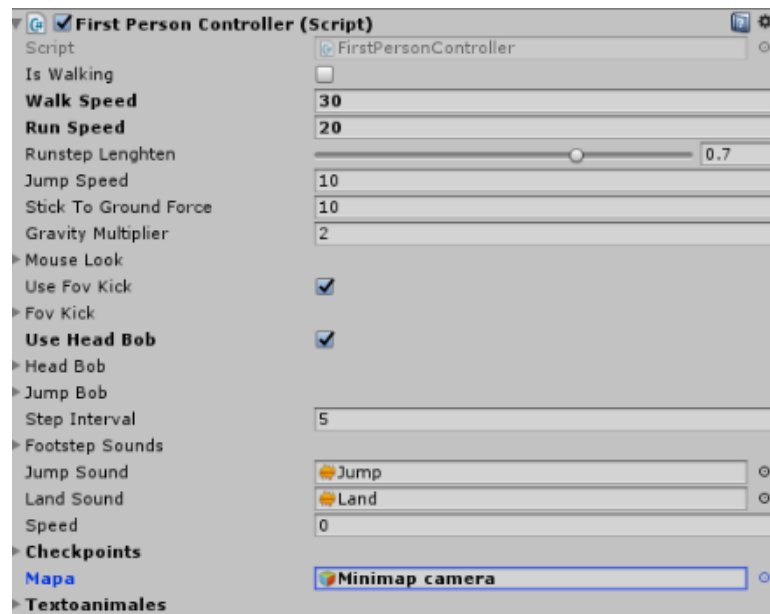 First Person Controller (Script)
Script FirstPersonController
Is Walking
Walk Speed 30
Run Speed 20
Runstep Lenghten 0.7
Jump Speed 10
Stick To Ground Force 10
Gravity Multiplier 2
Mouse Look
Use Fov Kick
Fov Kick
Use Head Bob
Head Bob
Jump Bob
Step Interval 5
Footstep Sounds
Jump Sound Jump
Land Sound Land
Speed 0
Checkpoints
Mapa Minimap camera
Textoanimales